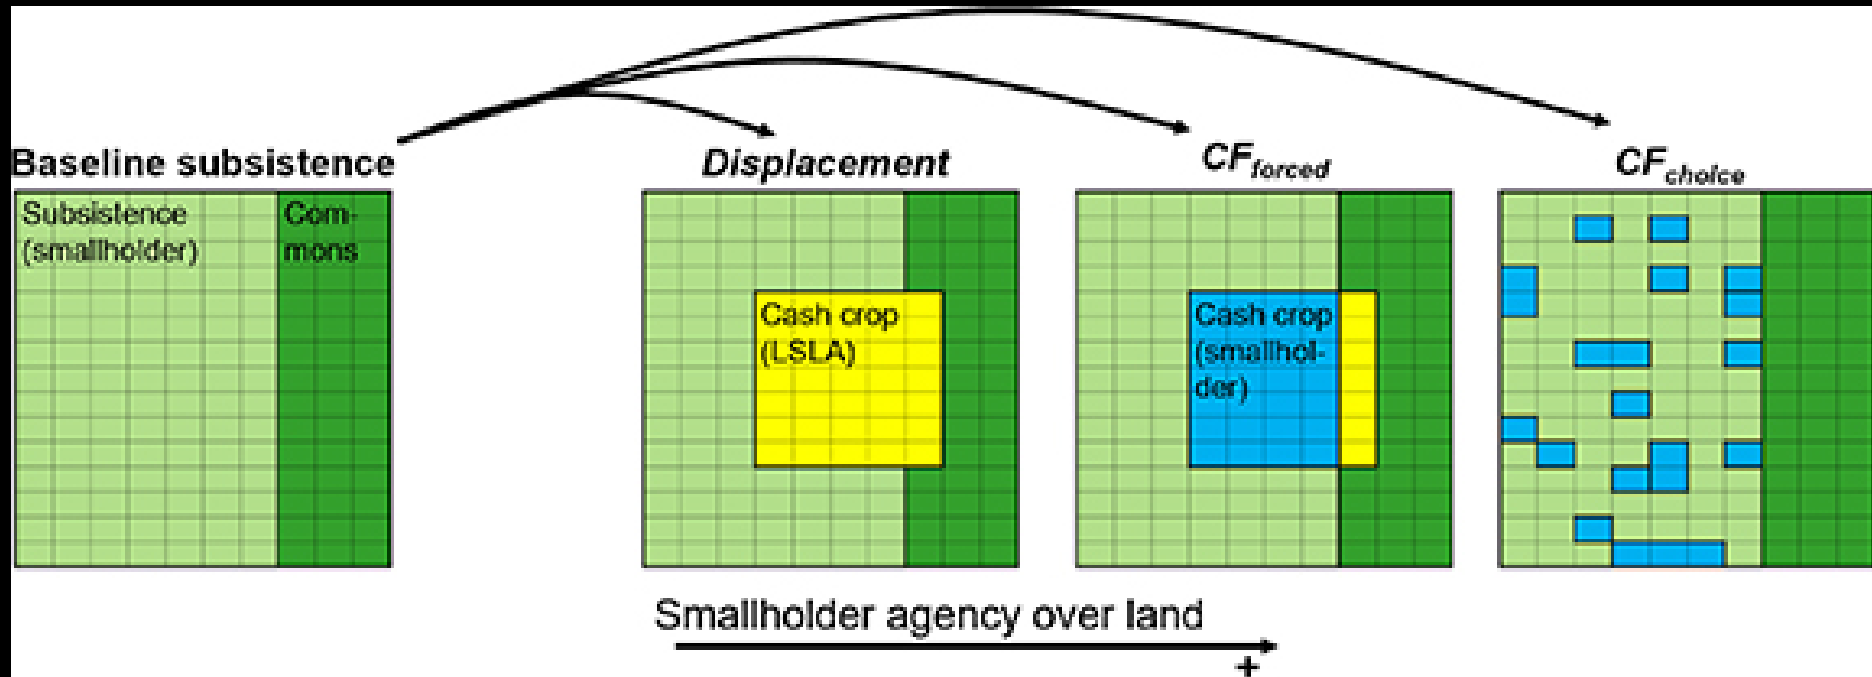 Baseline subsistence
Displacement
CFforced
CFchoice
Subsistence
(smallholder)
Com-
mons
Cash crop
(LSLA)
Cash crop
(smallhol-
der)
Smallholder agency over land
+